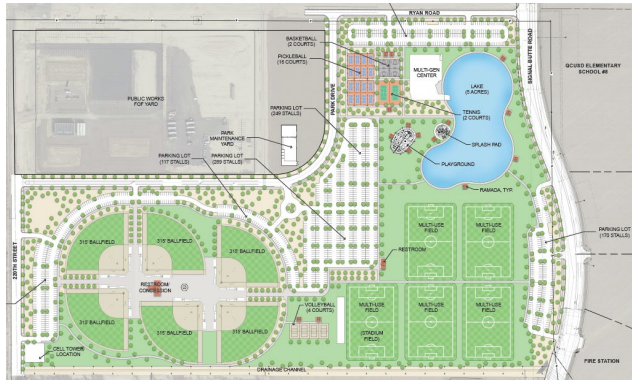 RYAN ROAD
BASKETBALL
(2 COURTS)
PICKLEBALL
(16 COURTS)
MULTI-GEN
CENTER
LAKE
(5 ACRES)
SIGNAL BUTTE ROAD
QCUSD ELEMENTARY
SCHOOL #8
PUBLIC WORKS
FOF YARD
PARK DRIVE
PARKING LOT
(249 STALLS)
TENNIS
(2 COURTS)
PARK
MAINTENANCE
YARD
SPLASH PAD
PLAYGROUND
PARKING LOT
(117 STALLS)
PARKING LOT
(289 STALLS)
RAMADA, TYP.
220TH STREET
315' BALLFIELD
315' BALLFIELD
315' BALLFIELD
MULTI-USE
FIELD
MULTI-USE
FIELD
PARKING LOT
(170 STALLS)
RESTROOM
RESTROOM/
CONCESSION
315' BALLFIELD
315' BALLFIELD
315' BALLFIELD
VOLLEYBALL
(4 COURTS)
MULTI-USE
FIELD
(STADIUM
FIELD)
MULTI-USE
FIELD
MULTI-USE
FIELD
CELL TOWER
LOCATION
DRAINAGE CHANNEL
FIRE STATION